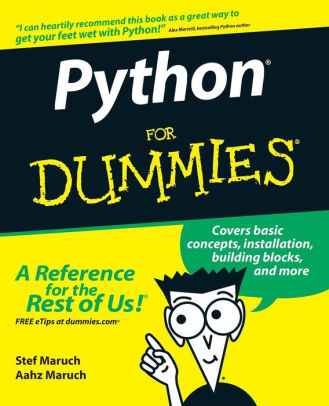 "I can heartily recommend this book as a great way to
get your feet wet with Python!" Alex Martelli, bestselling Python author
Python®
FOR
DUMMIES®
Covers basic
concepts, installation,
building blocks,
and more
A Reference
for the
Rest of Us!®
FREE eTips at dummies.com®
Stef Maruch
Aahz Maruch